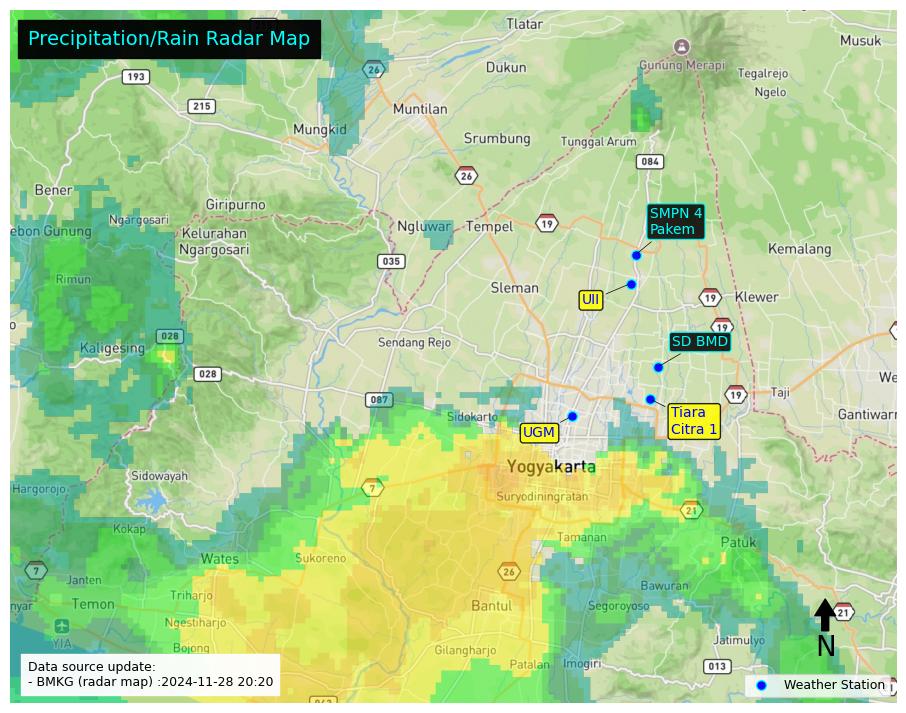 Precipitation/Rain Radar Map
Tlatar
Musuk
26
Gunung Merapi
Dukun
Tegalrejo
193
Ngelo
215
Muntilan
Mungkid
Srumbung
Tunggal Arum
084
26
Bener
Giripurno
SMPN 4
Pakem
Ngargosari
Ngluwar
Tempel
19
ebon Gunung
Kelurahan
Ngargosari
Kemalang
035
Rimun
Sleman
UII
19
Klewer
19
028
Sendang Rejo
SD BMD
Kaligesing
028
We
087
19
Taji
Sidokarto
Tiara
Citra 1
Gantiwarn
UGM
Yogyakarta
Sidowayah
Hargorojo
7
Suryodiningratan
21
Kokap
Tamanan
Patuk
Wates
Sukoreno
7
26
Janten
Bawuran
Triharjo
Temon
Bantul
Segoroyoso
nyar
21
Ngestiharjo
YIA
Jatimulyo
N
Bojong
Gilangharjo
Patalan
Imogiri
013
Data source update:
- BMKG (radar map) :2024-11-28 20:20
Weather Station